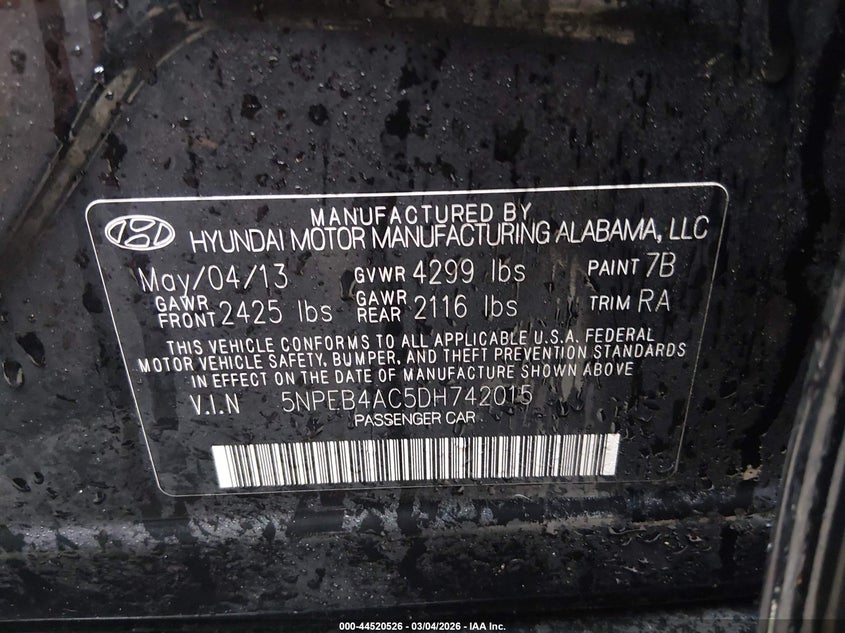 MANUFACTURED BY
HYUNDAI MOTOR MANUFACTURING ALABAMA, LLC
May/04/13 GVWR 4299 lbs PAINT 7B
GAWR FRONT 2425 lbs GAWR REAR 2116 lbs TRIM RA
THIS VEHICLE CONFORMS TO ALL APPLICABLE U.S.A. FEDERAL
MOTOR VEHICLE SAFETY, BUMPER, AND THEFT PREVENTION STANDARDS
IN EFFECT ON THE DATE OF MANUFACTURE SHOWN ABOVE
V.I.N 5NPEB4AC5DH742015
PASSENGER CAR
000-44520526 - 03/04/2026 - IAA Inc.